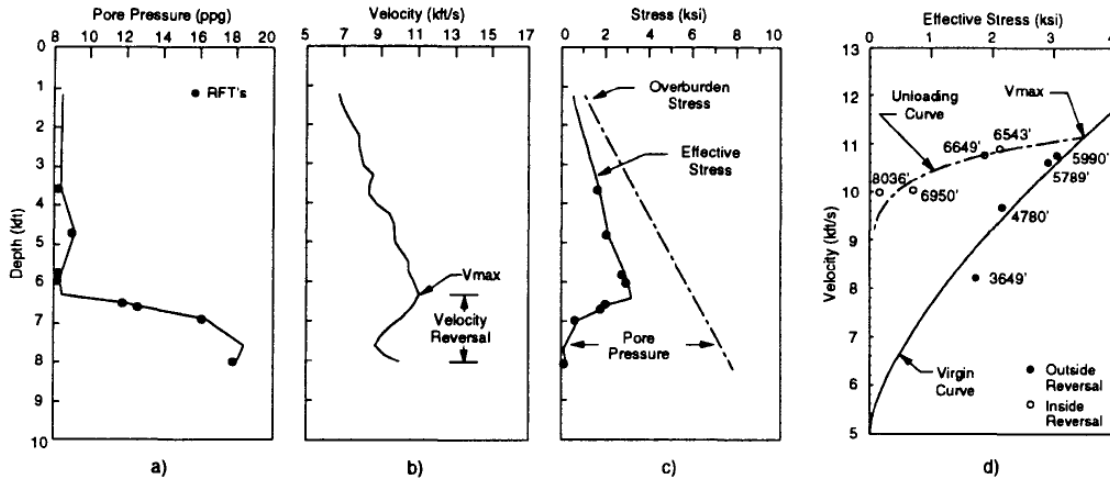 Pore Pressure (ppg)
8 10 12 14 16 18 20
Depth (kft)
0
1
2
3
4
5
6
7
8
9
10
RFT's
a)
Velocity (kft/s)
5 7 9 11 13 15 17
Vmax
Velocity
Reversal
b)
Stress (ksi)
0 2 4 6 8 10
Overburden
Stress
Effective
Stress
Pore
Pressure
c)
Effective Stress (ksi)
0 1 2 3 4
Velocity (kft/s)
13
12
11
10
9
8
7
6
5
Unloading
Curve
Vmax
6649'
6543'
5990'
5789'
8036'
6950'
4780'
3649'
Virgin
Curve
Outside
Reversal
Inside
Reversal
d)